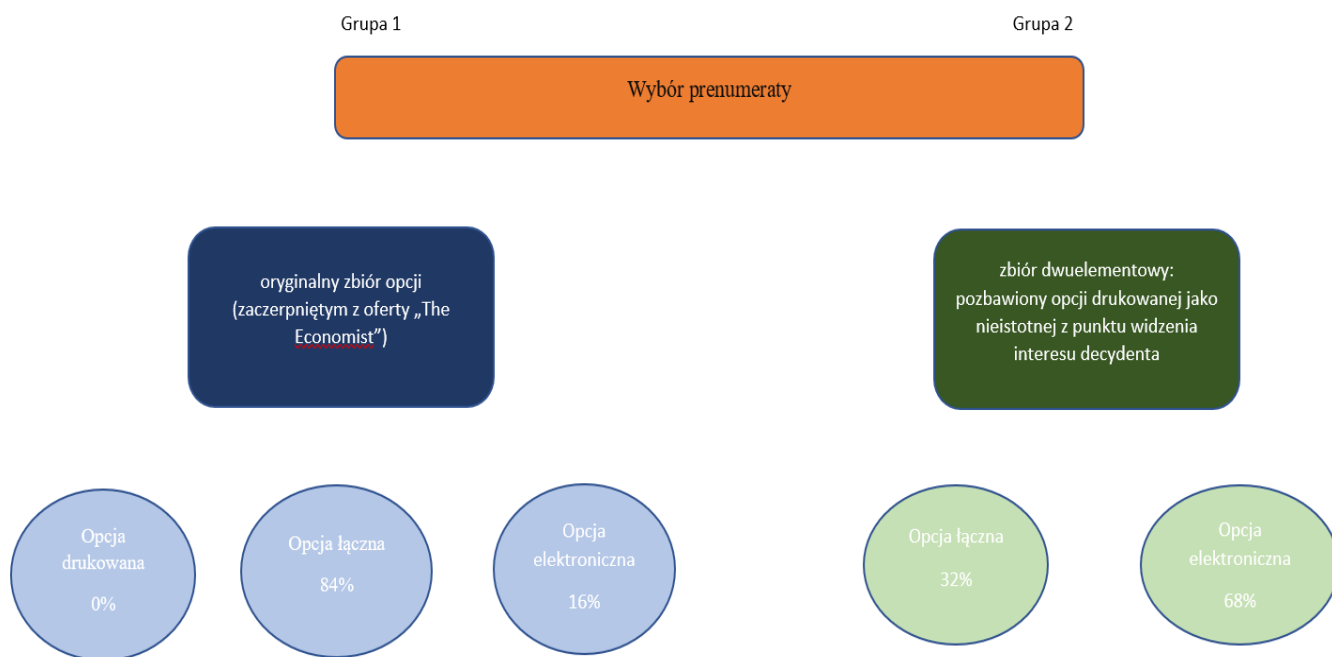 Grupa 1
Grupa 2
Wybór prenumeraty
oryginalny zbiór opcji
(zaczerpniętym z oferty „The
Economist”)
zbiór dwuelementowy:
pozbawiony opcji drukowanej jako
nieistotnej z punktu widzenia
interesu decydenta
Opcja
drukowana
0%
Opcja łączna
84%
Opcja
elektroniczna
16%
Opcja łączna
32%
Opcja
elektroniczna
68%